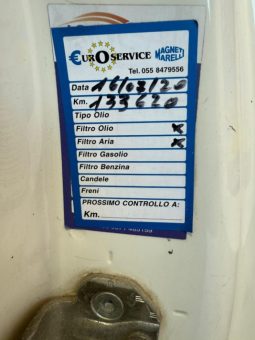 €UROSERVICE MAGNETI MARELLI
Tel. 055 8479556
Data 16/03/20
Km. 133620
Tipo Olio
Filtro Olio x
Filtro Aria x
Filtro Gasolio
Filtro Benzina
Candele
Freni
PROSSIMO CONTROLLO A:
Km.